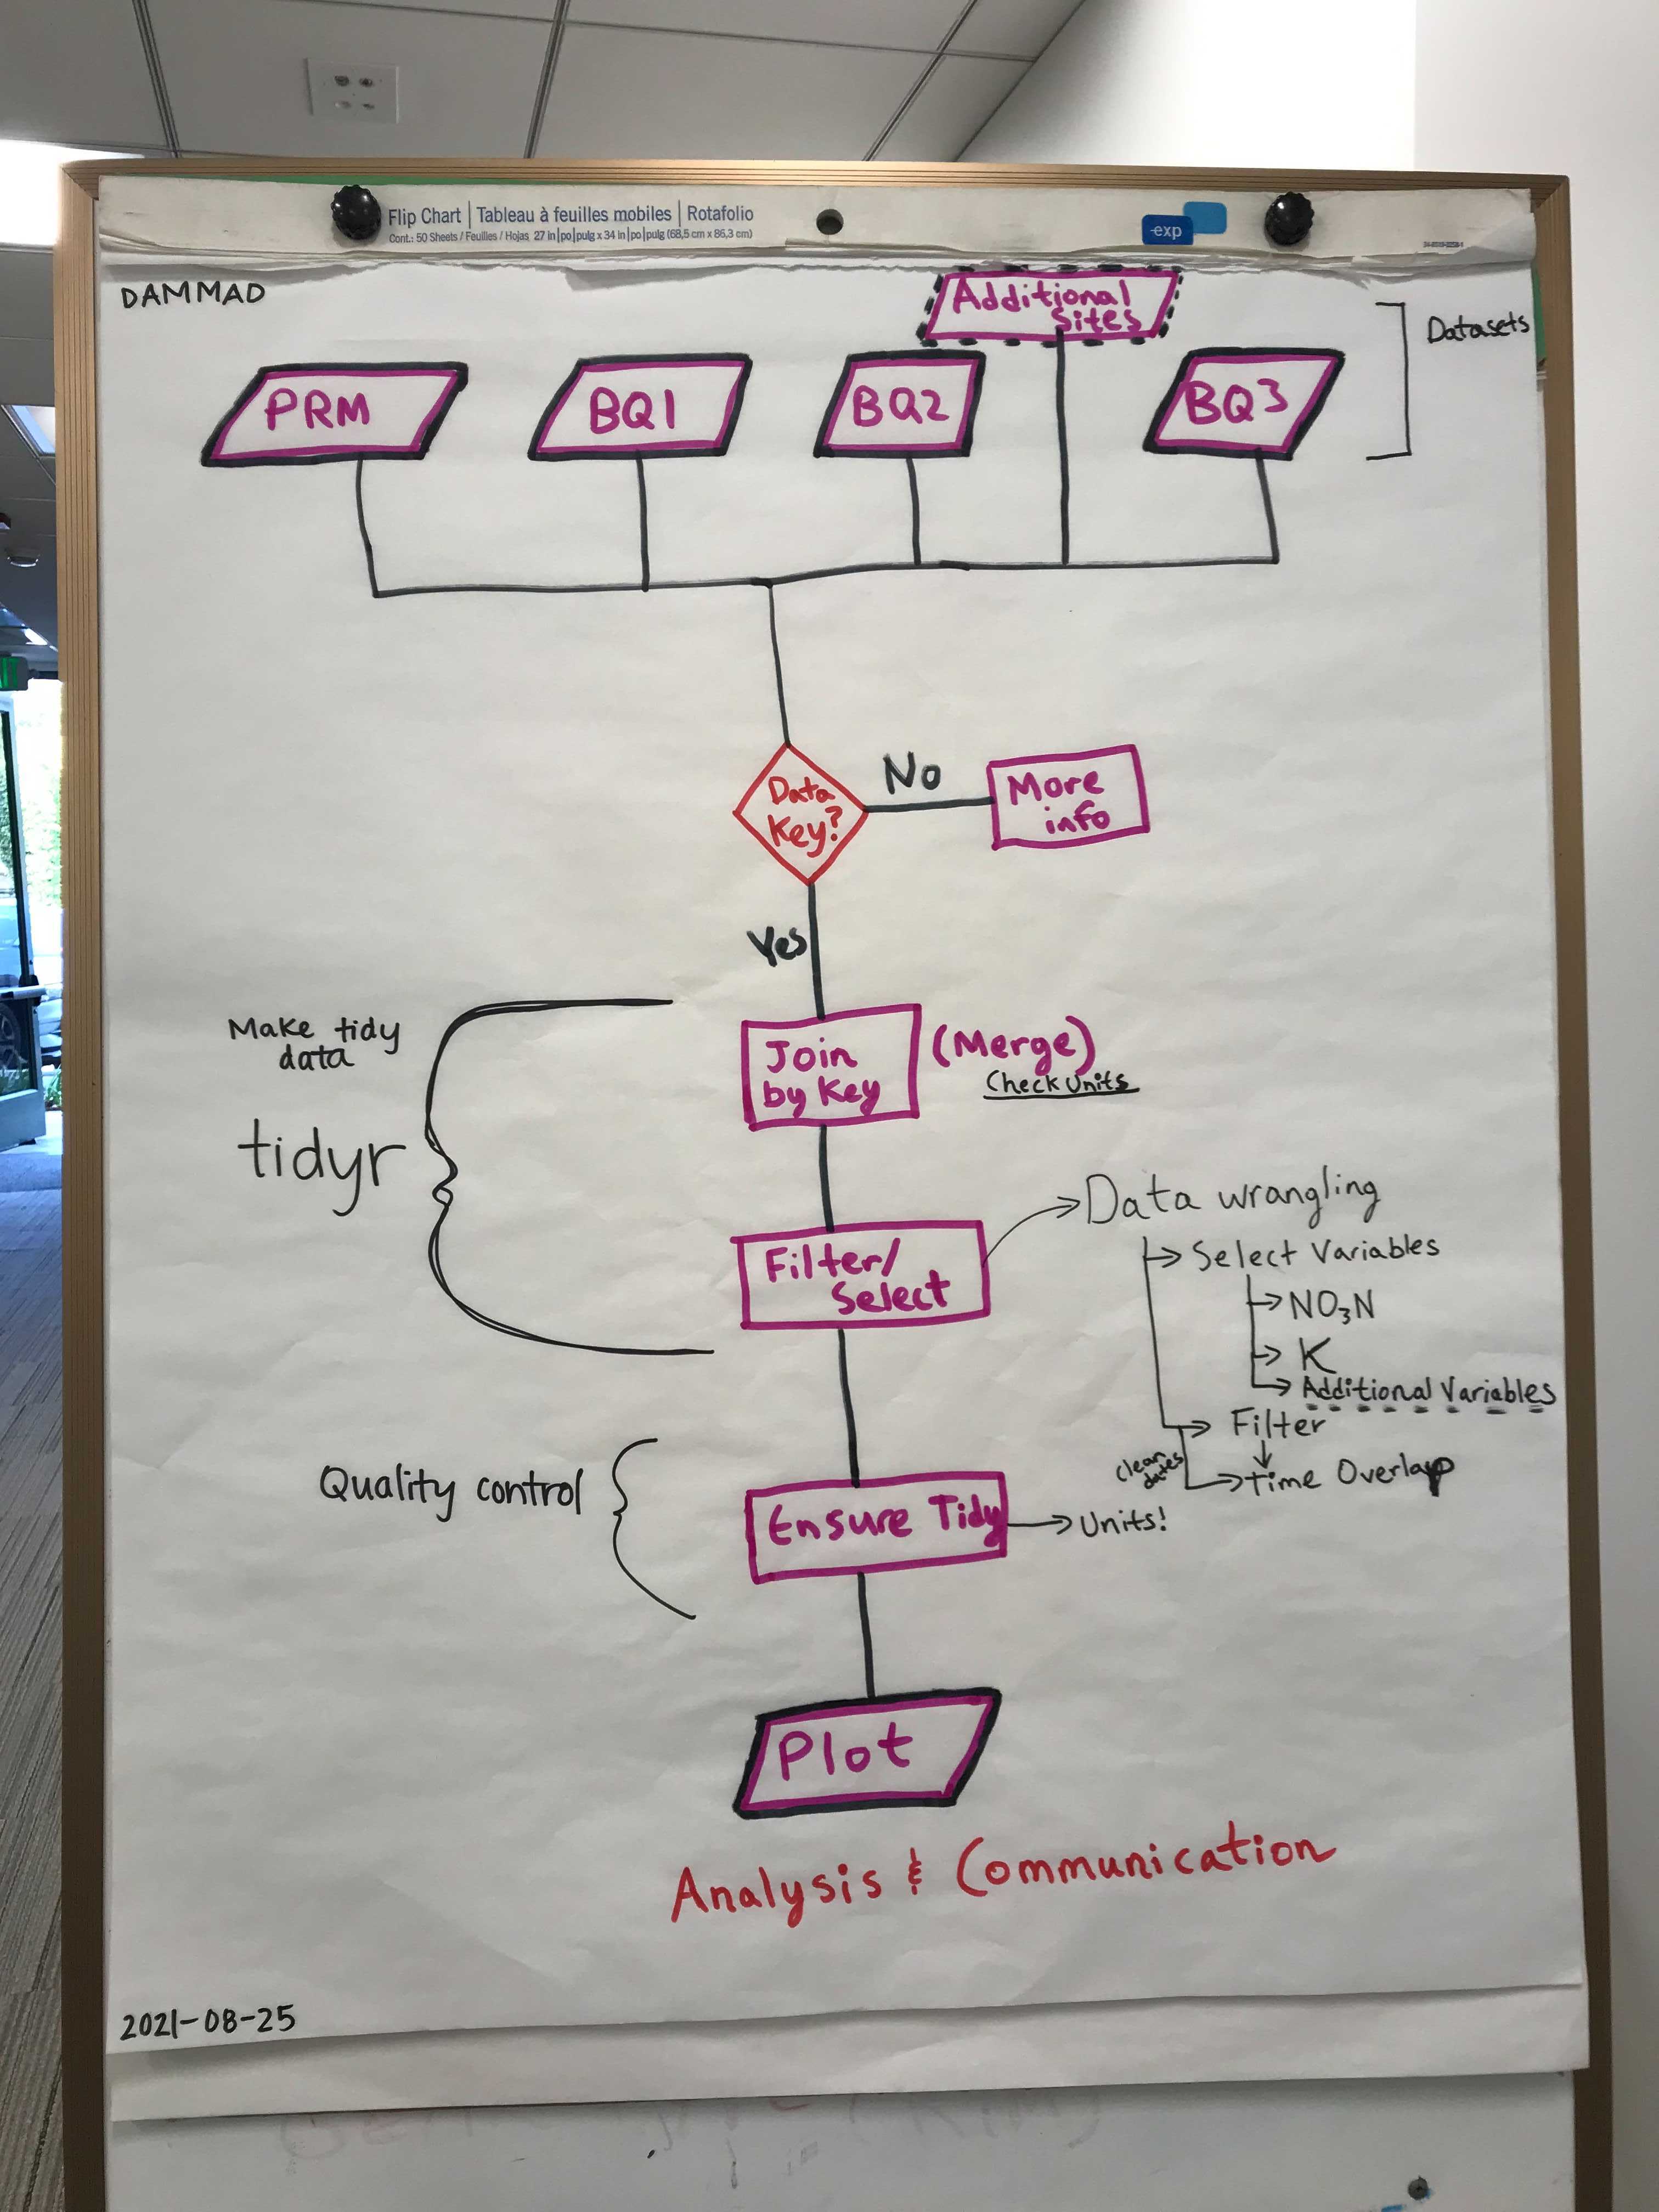 Flip Chart | Tableau à feuilles mobiles | Rotafolio
Cont.: 50 Sheets / Feuilles / Hojas 27 in|po|pulg x 34 in|po|pulg (68,5 cm x 86,3 cm)
-exp
DAMMAD
Additional
Sites
Datasets
PRM
BQ1
BQ2
BQ3
Data
Key?
No
More
info
Yes
Make tidy
data
tidyr
Join
by Key
(Merge)
Check Units
Filter/
Select
Data wrangling
Select Variables
NO₃N
K
Additional Variables
Filter
clean
dates
Time Overlap
Quality control
Ensure Tidy
Units!
Plot
Analysis & Communication
2021-08-25